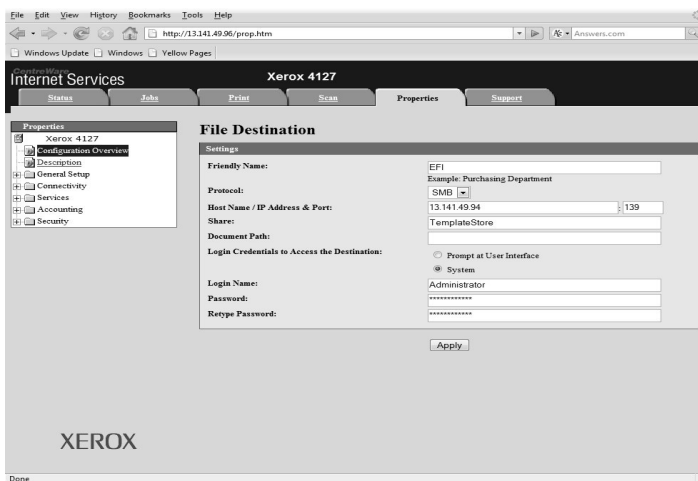 File Edit View History Bookmarks Tools Help
http://13.141.49.96/prop.htm
Answers.com
Windows Update Windows Yellow Pages
CentreWare
Internet Services
Xerox 4127
Status Jobs Print Scan Properties Support
Properties
Xerox 4127
Configuration Overview
Description
General Setup
Connectivity
Services
Accounting
Security
File Destination
Settings
Friendly Name: EFI
Example: Purchasing Department
Protocol: SMB
Host Name / IP Address & Port: 13.141.49.94 : 139
Share: TemplateStore
Document Path:
Login Credentials to Access the Destination:
Prompt at User Interface
System
Login Name: Administrator
Password: ************
Retype Password: ************
Apply
XEROX
Done